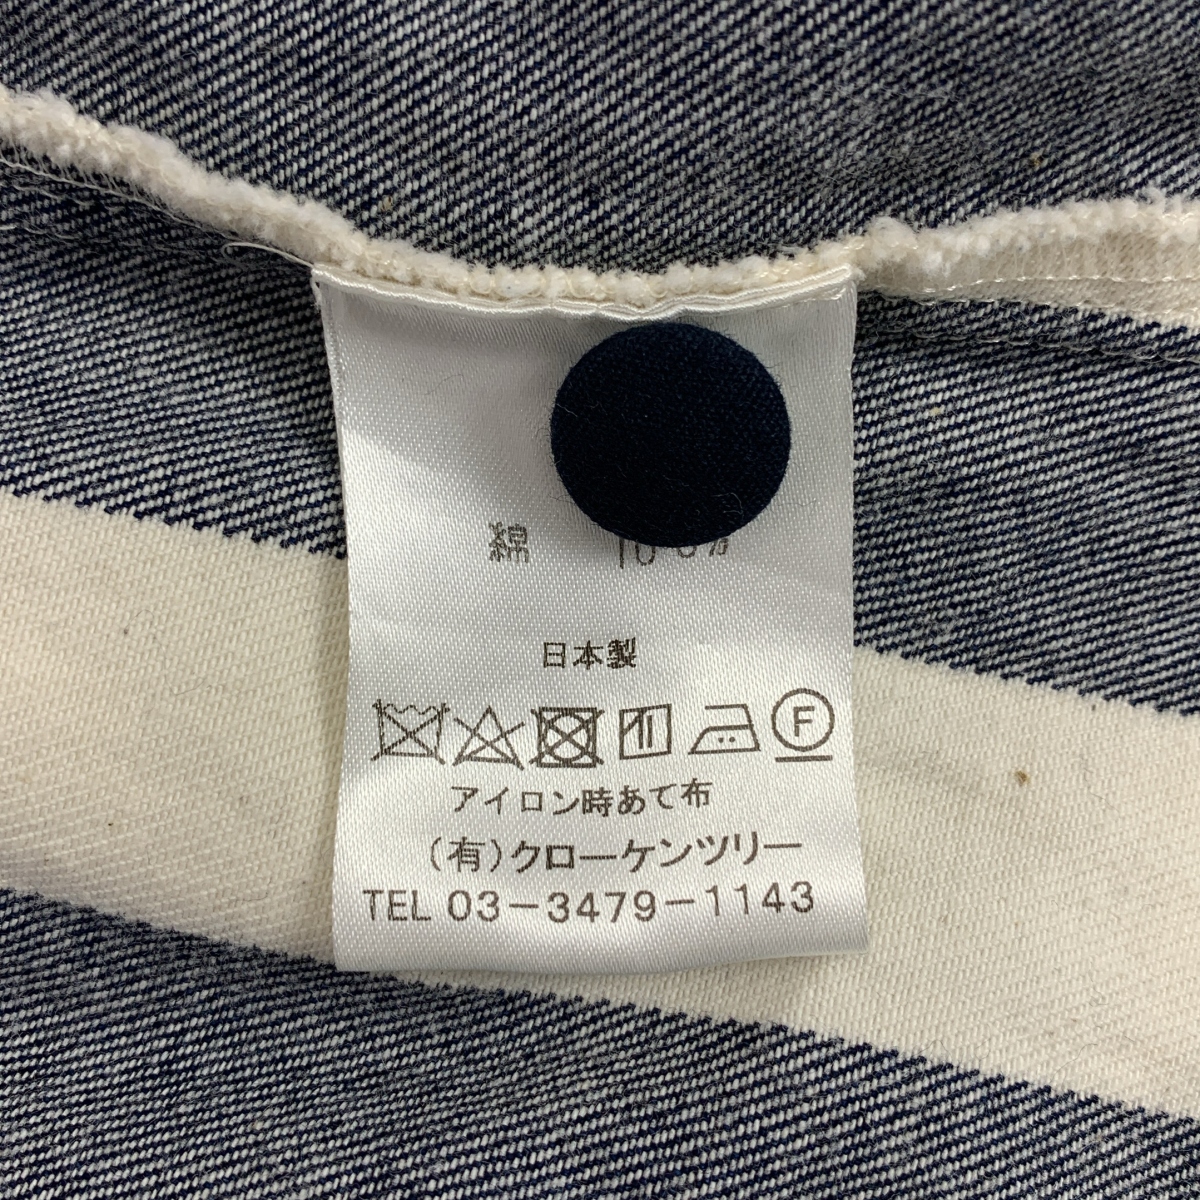 綿 100%
日本製
F
アイロン時あて布
(有)クローケンツリー
TEL 03-3479-1143